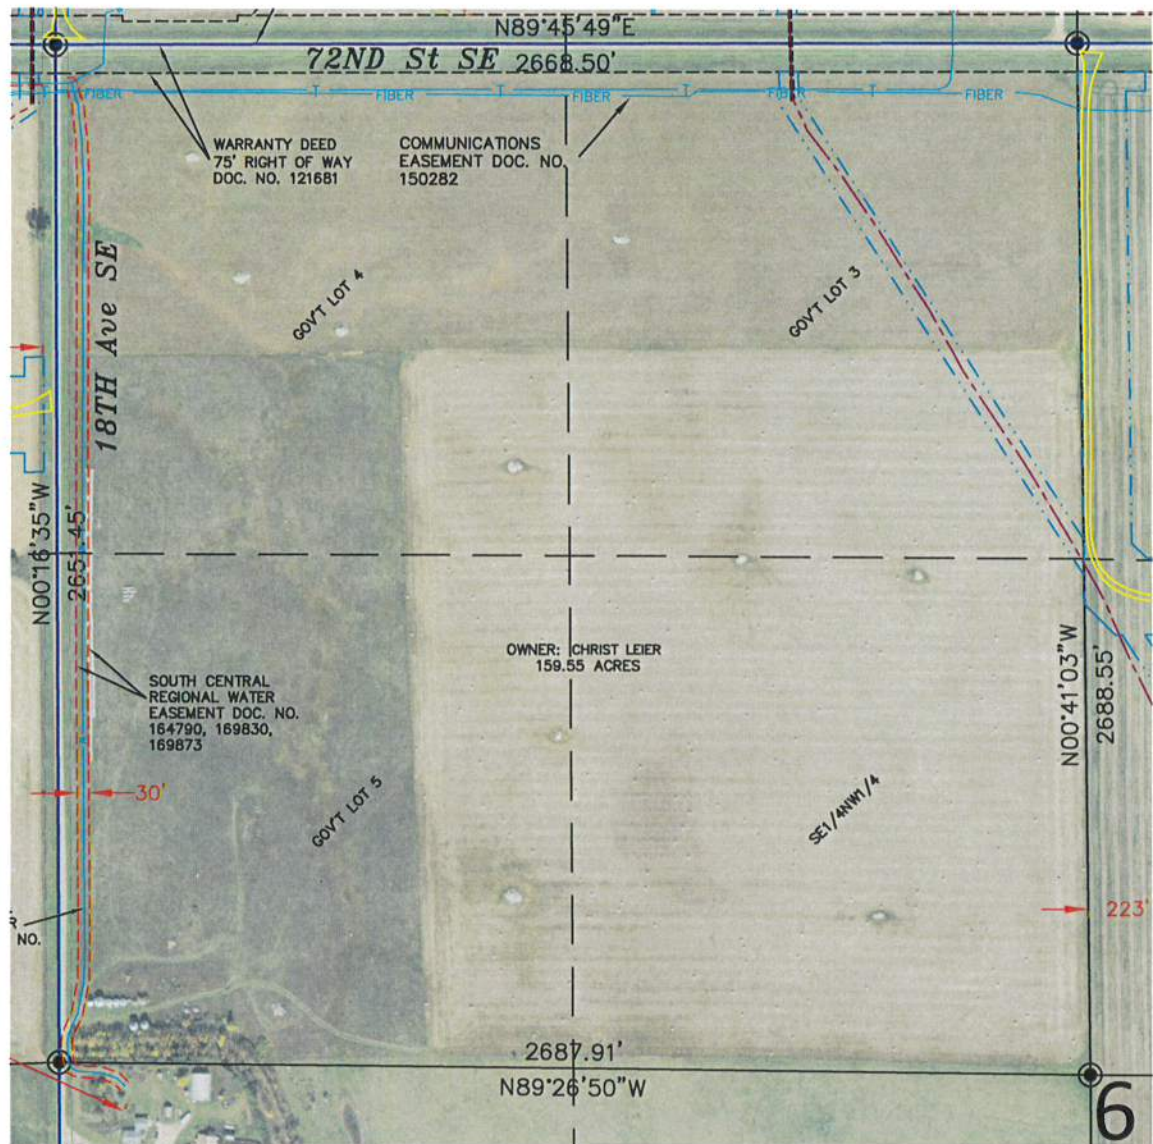 N89°45'49"E
72ND St SE 2668.50'
FIBER T FIBER T FIBER T FIBER T FIBER
WARRANTY DEED
75' RIGHT OF WAY
DOC. NO. 121681
COMMUNICATIONS
EASEMENT DOC. NO.
150282
18TH Ave SE
GOV'T LOT 4
GOV'T LOT 3
N00°16'35"W
OWNER: CHRIST LEIER
159.55 ACRES
N00°41'03"W
2688.55'
SOUTH CENTRAL
REGIONAL WATER
EASEMENT DOC. NO.
164790, 169830,
169873
30'
GOV'T LOT 5
SE1/4NW1/4
223'
NO.
2687.91'
N89°26'50"W
6